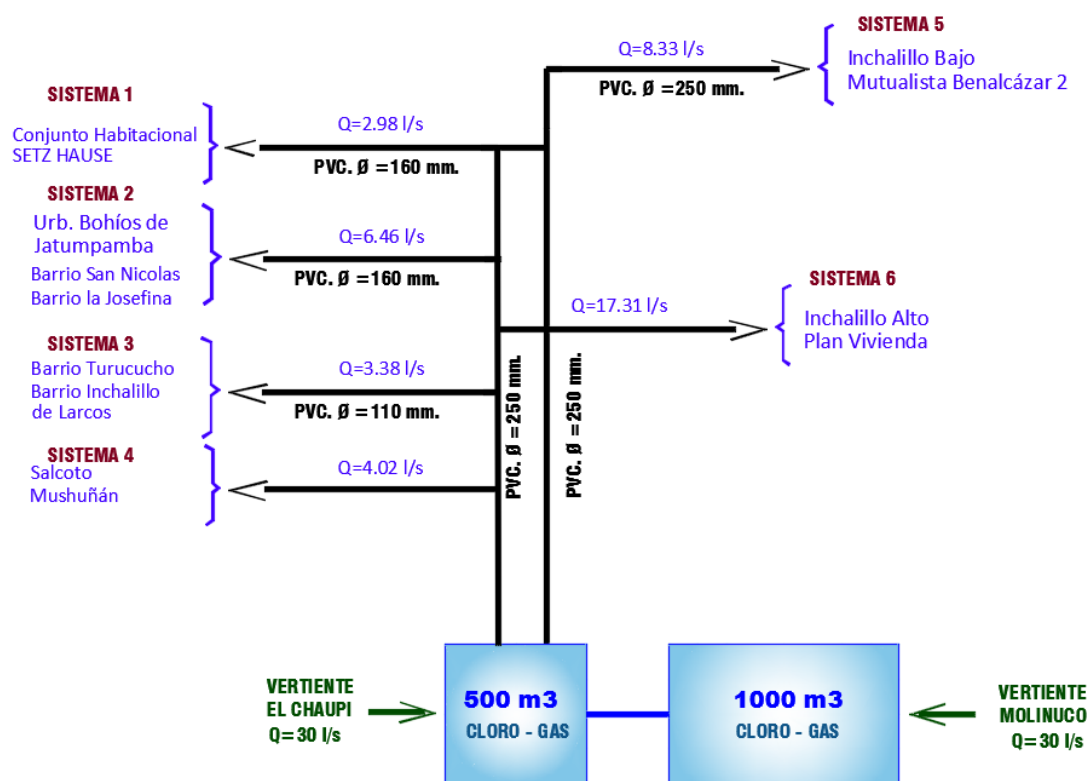 SISTEMA 5
Q=8.33 l/s
PVC. Ø =250 mm.
Inchalillo Bajo
Mutualista Benalcázar 2
SISTEMA 1
Conjunto Habitacional
SETZ HAUSE
Q=2.98 l/s
PVC. Ø =160 mm.
SISTEMA 2
Urb. Bohíos de
Jatumpamba
Barrio San Nicolas
Barrio la Josefina
Q=6.46 l/s
PVC. Ø =160 mm.
SISTEMA 6
Q=17.31 l/s
Inchalillo Alto
Plan Vivienda
SISTEMA 3
Barrio Turucucho
Barrio Inchalillo
de Larcos
Q=3.38 l/s
PVC. Ø =110 mm.
PVC. Ø =250 mm.
PVC. Ø =250 mm.
SISTEMA 4
Salcoto
Mushuñán
Q=4.02 l/s
VERTIENTE
EL CHAUPI
Q=30 l/s
500 m3
CLORO - GAS
1000 m3
CLORO - GAS
VERTIENTE
MOLINUCO
Q=30 l/s